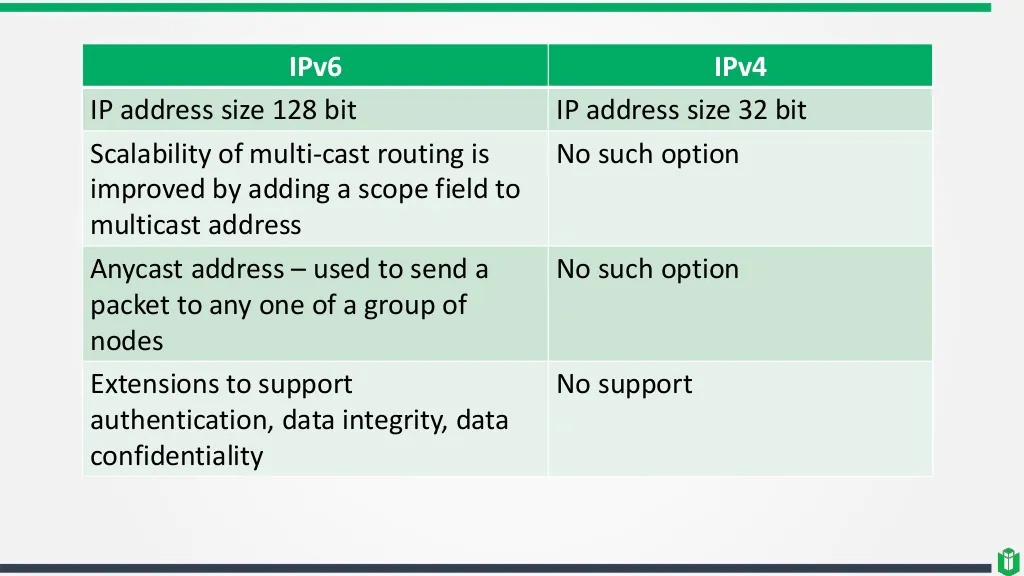 IPv6
IPv4
IP address size 128 bit
IP address size 32 bit
Scalability of multi-cast routing is
improved by adding a scope field to
multicast address
No such option
Anycast address – used to send a
packet to any one of a group of
nodes
No such option
Extensions to support
authentication, data integrity, data
confidentiality
No support